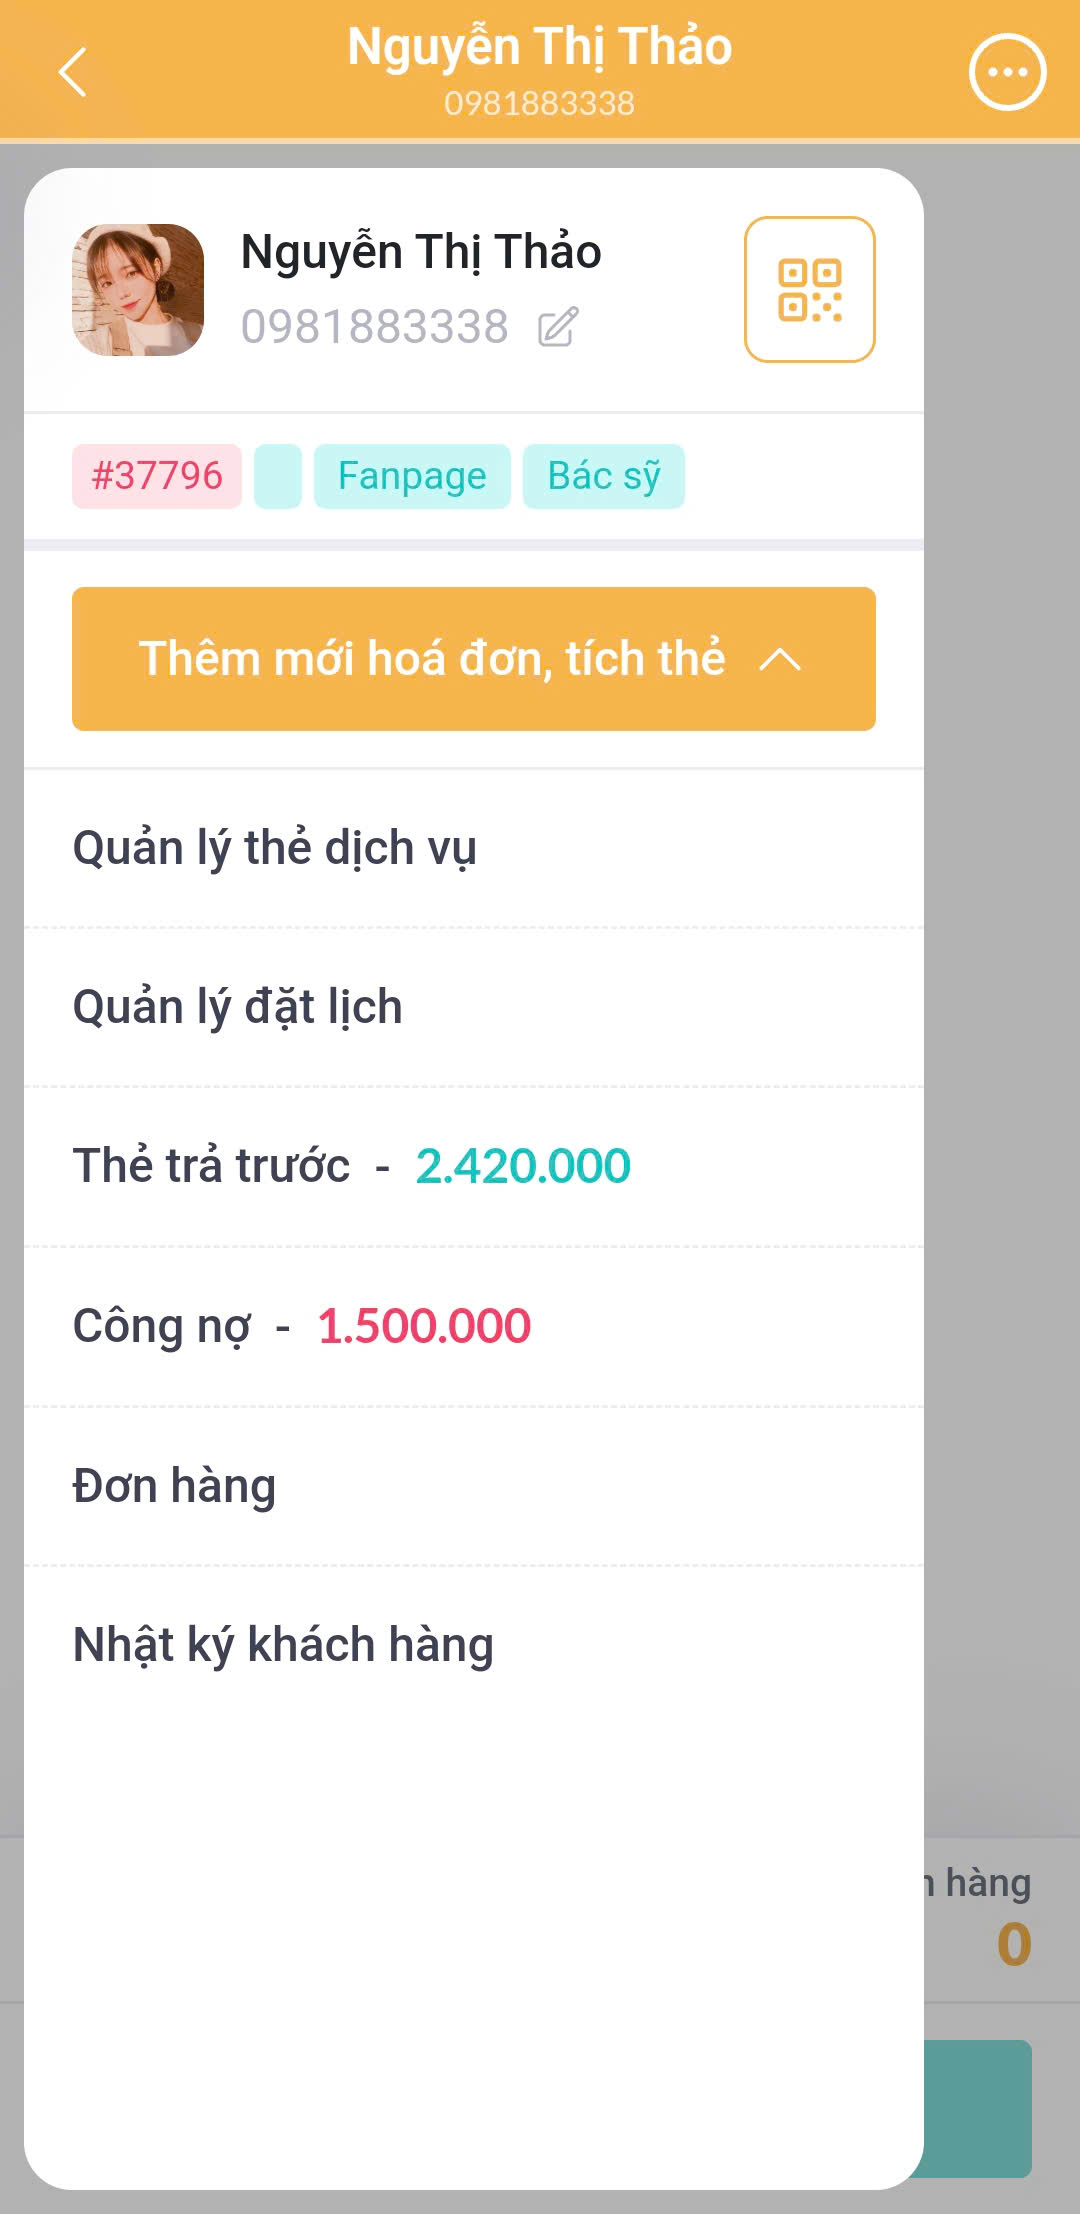 Nguyễn Thị Thảo
0981883338
Nguyễn Thị Thảo
0981883338
#37796 Fanpage Bác sỹ
Thêm mới hoá đơn, tích thẻ
Quản lý thẻ dịch vụ
Quản lý đặt lịch
Thẻ trả trước - 2.420.000
Công nợ - 1.500.000
Đơn hàng
Nhật ký khách hàng
hàng
0